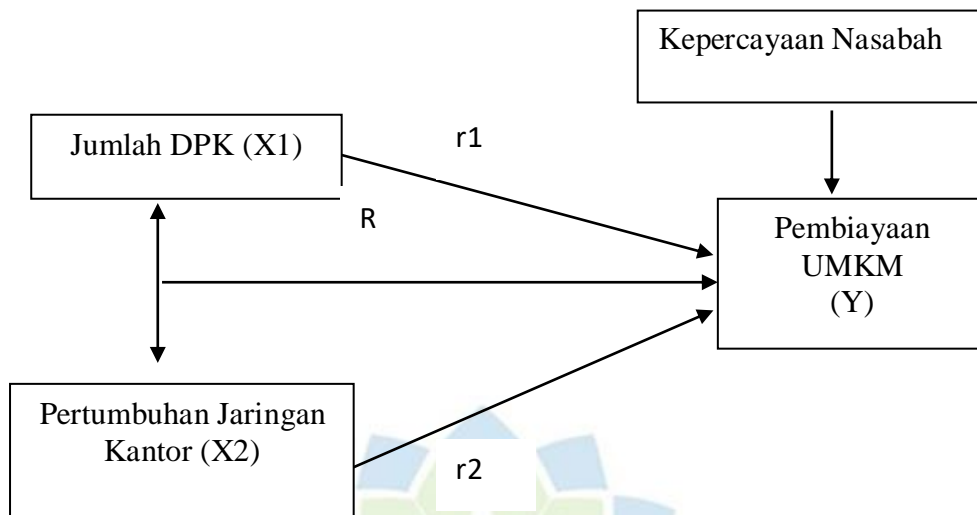 Kepercayaan Nasabah
Jumlah DPK (X1)
r1
R
Pembiayaan
UMKM
(Y)
Pertumbuhan Jaringan
Kantor (X2)
r2